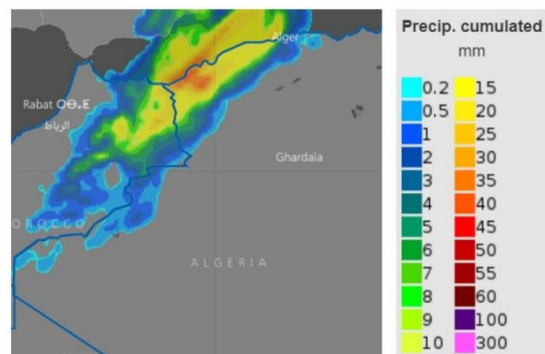 Alger
Rabat ⵔⴱⴰⵟ
الرباط
Ghardaïa
OROCCO
ALGERIA
Precip. cumulated
mm
0.2 15
0.5 20
1 25
2 30
3 35
4 40
5 45
6 50
7 55
8 60
9 100
10 300